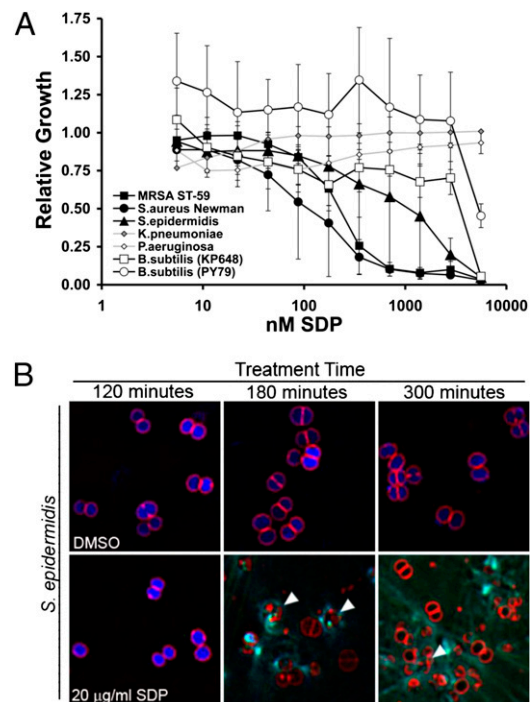 A
Relative Growth
1.75
1.50
1.25
1.00
0.75
0.50
0.25
0.00
MRSA ST-59
S.aureus Newman
S.epidermidis
K.pneumoniae
P.aeruginosa
B.subtilis (KP648)
B.subtilis (PY79)
1 10 100 1000 10000
nM SDP
B
Treatment Time
120 minutes 180 minutes 300 minutes
S. epidermidis
DMSO
20 µg/ml SDP